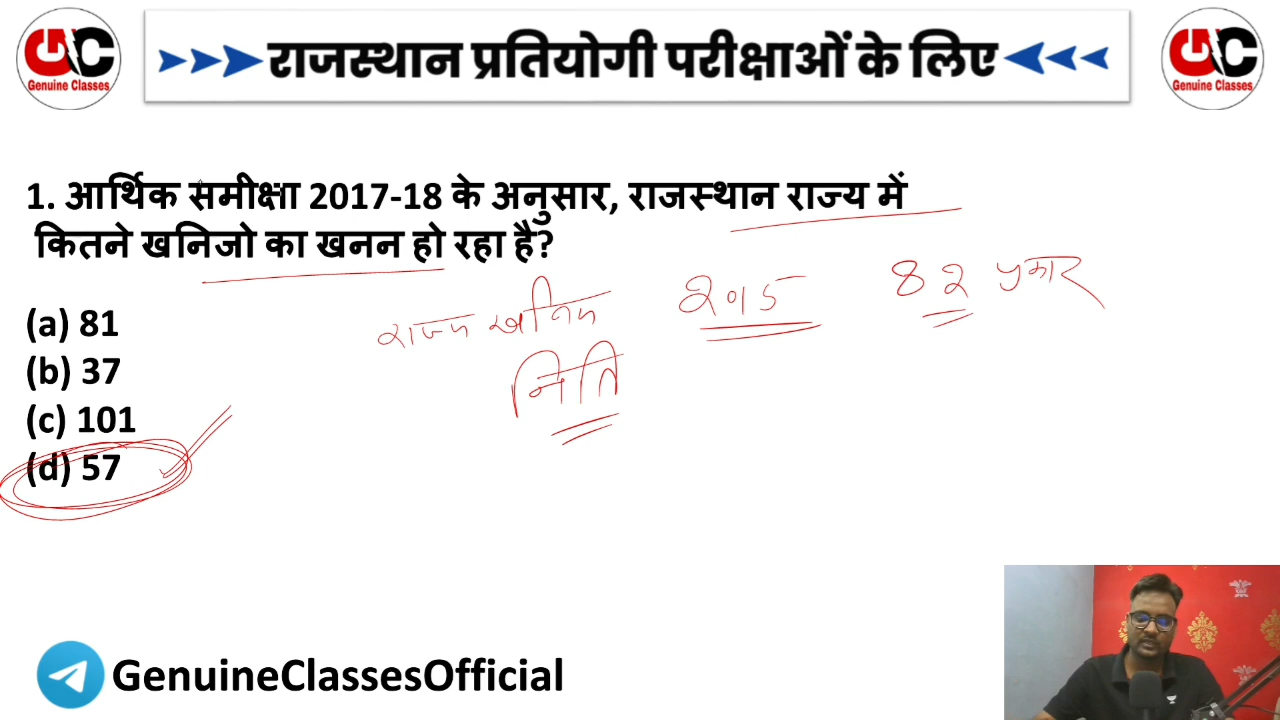 GC
Genuine Classes
राजस्थान प्रतियोगी परीक्षाओं के लिए
GC
Genuine Classes
1. आर्थिक समीक्षा 2017-18 के अनुसार, राजस्थान राज्य में
कितने खनिजो का खनन हो रहा है?
(a) 81
(b) 37
(c) 101
(d) 57
राज्य खनिज
निति
2015
82 प्रकार
GenuineClassesOfficial